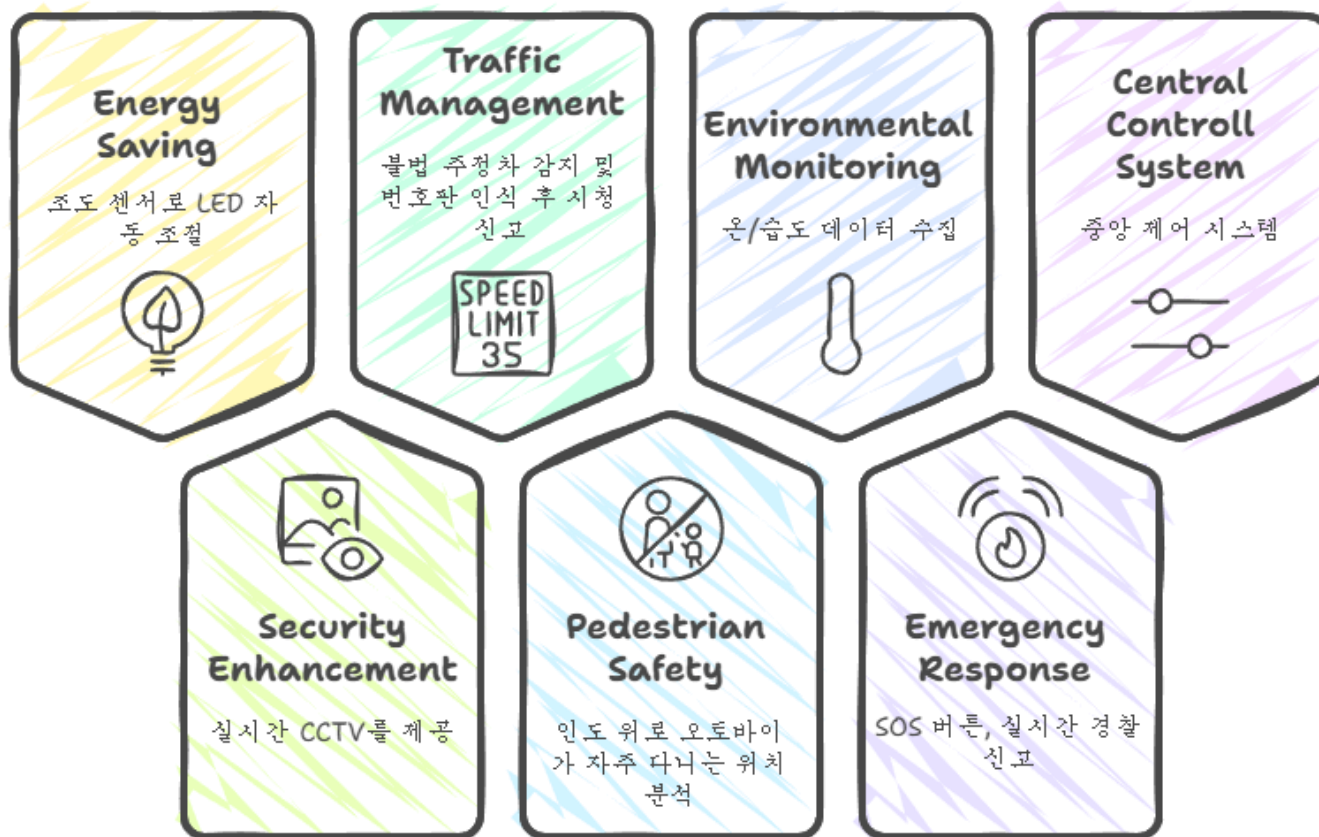 Energy
Saving
조도 센서로 LED 자
동 조절
Traffic
Management
불법 주정차 감지 및
번호판 인식 후 시청
신고
SPEED
LIMIT
35
Environmental
Monitoring
온/습도 데이터 수집
Central
Controll
System
중앙 제어 시스템
Security
Enhancement
실시간 CCTV를 제공
Pedestrian
Safety
인도 위로 오토바이
가 자주 다니는 위치
분석
Emergency
Response
SOS 버튼, 실시간 경찰
신고